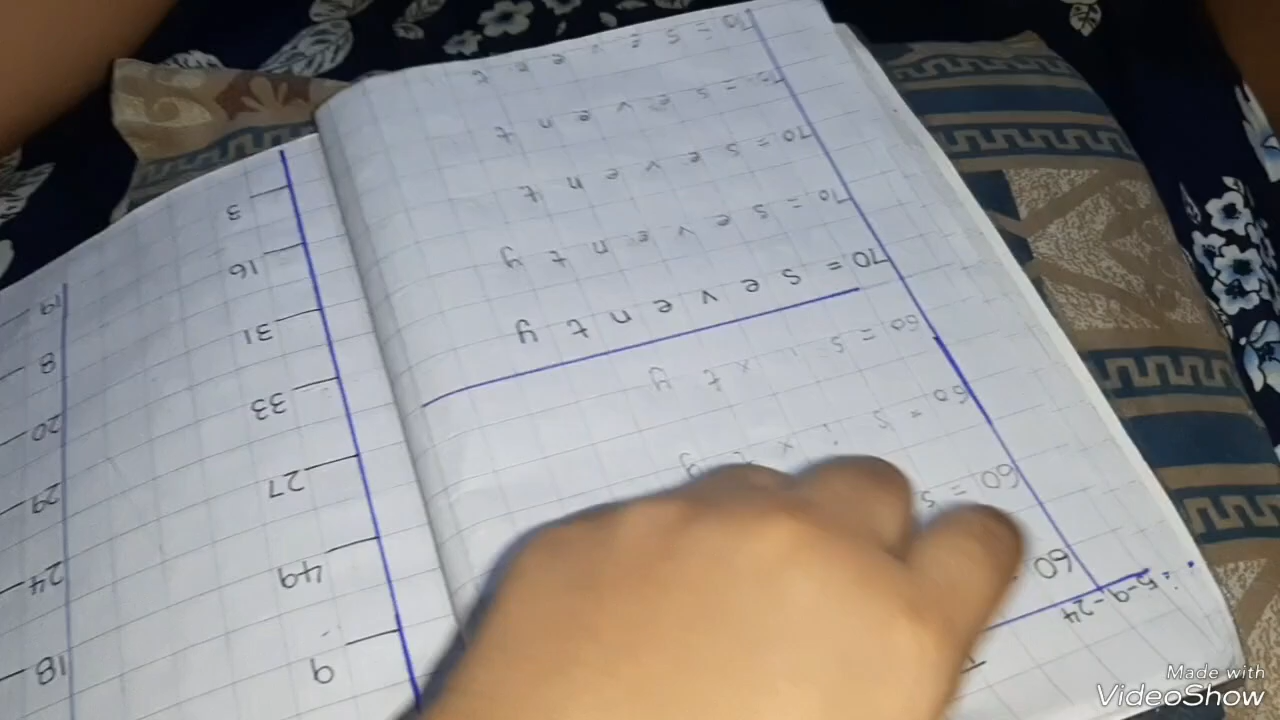 : 5-9-24
60
60 = s
60 = s i x t y
60 = s i x t y
70 = s e v e n t y
70 = s e v e n t y
70 = s e v e n t
70 = s e v e n t
70 = s e v e n t
9
49
27
33
31
16
3
18
24
29
20
8
19
Made with
VideoShow